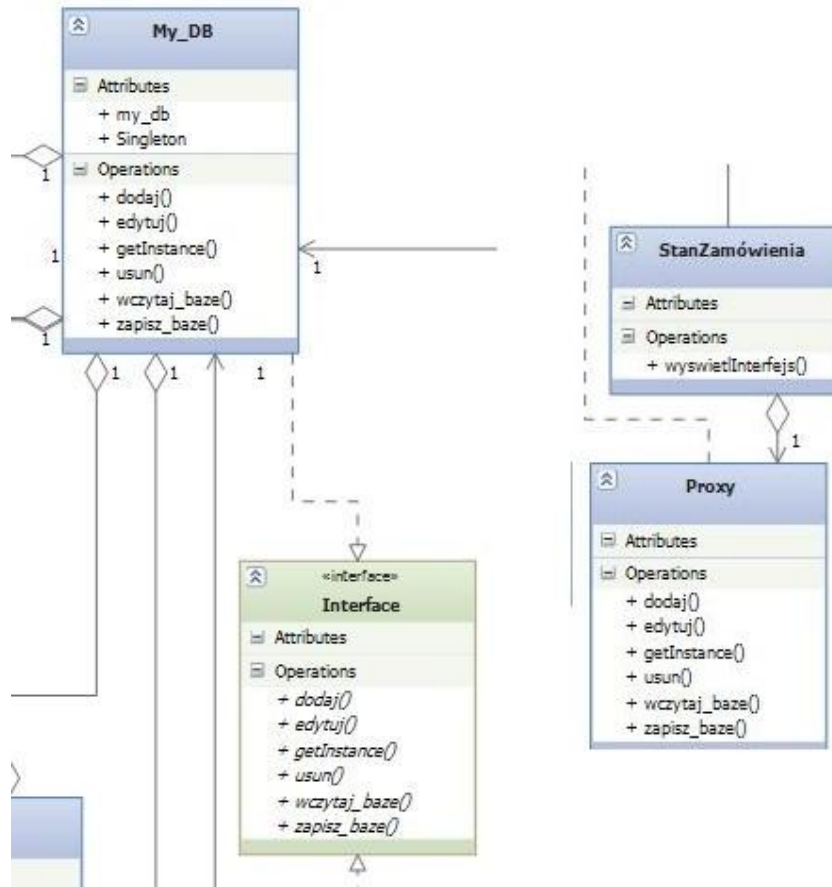 My_DB
Attributes
+ my_db
+ Singleton
Operations
+ dodaj()
+ edytuj()
+ getInstance()
+ usun()
+ wczytaj_baze()
+ zapisz_baze()
1
1
1
1
1
1
1
«interface»
Interface
Attributes
Operations
+ dodaj()
+ edytuj()
+ getInstance()
+ usun()
+ wczytaj_baze()
+ zapisz_baze()
StanZamówienia
Attributes
Operations
+ wyswietlInterfejs()
1
Proxy
Attributes
Operations
+ dodaj()
+ edytuj()
+ getInstance()
+ usun()
+ wczytaj_baze()
+ zapisz_baze()